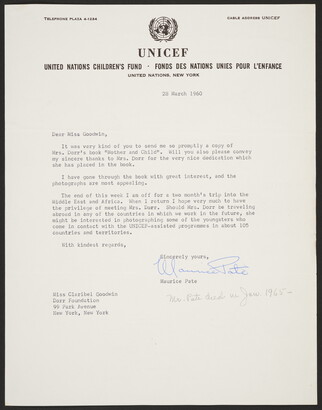 TELEPHONE PLAZA 4-1234
CABLE ADDRESS UNICEF
UNICEF
UNITED NATIONS CHILDREN'S FUND · FONDS DES NATIONS UNIES POUR L'ENFANCE
UNITED NATIONS, NEW YORK
28 March 1960
Dear Miss Goodwin,
It was very kind of you to send me so promptly a copy of
Mrs. Dorr's book "Mother and Child". Will you also please convey
my sincere thanks to Mrs. Dorr for the very nice dedication which
she has placed in the book.
I have gone through the book with great interest, and the
photographs are most appealing.
The end of this week I am off for a two month's trip into the
Middle East and Africa. When I return I hope very much to have
the privilege of meeting Mrs. Dorr. Should Mrs. Dorr be traveling
abroad in any of the countries in which we work in the future, she
might be interested in photographing some of the youngsters who
come in contact with the UNICEF-assisted programmes in about 105
countries and territories.
With kindest regards,
Sincerely yours,
Maurice Pate
Maurice Pate
Mr. Pate died in June 1965 -
Miss Claribel Goodwin
Dorr Foundation
99 Park Avenue
New York, New York